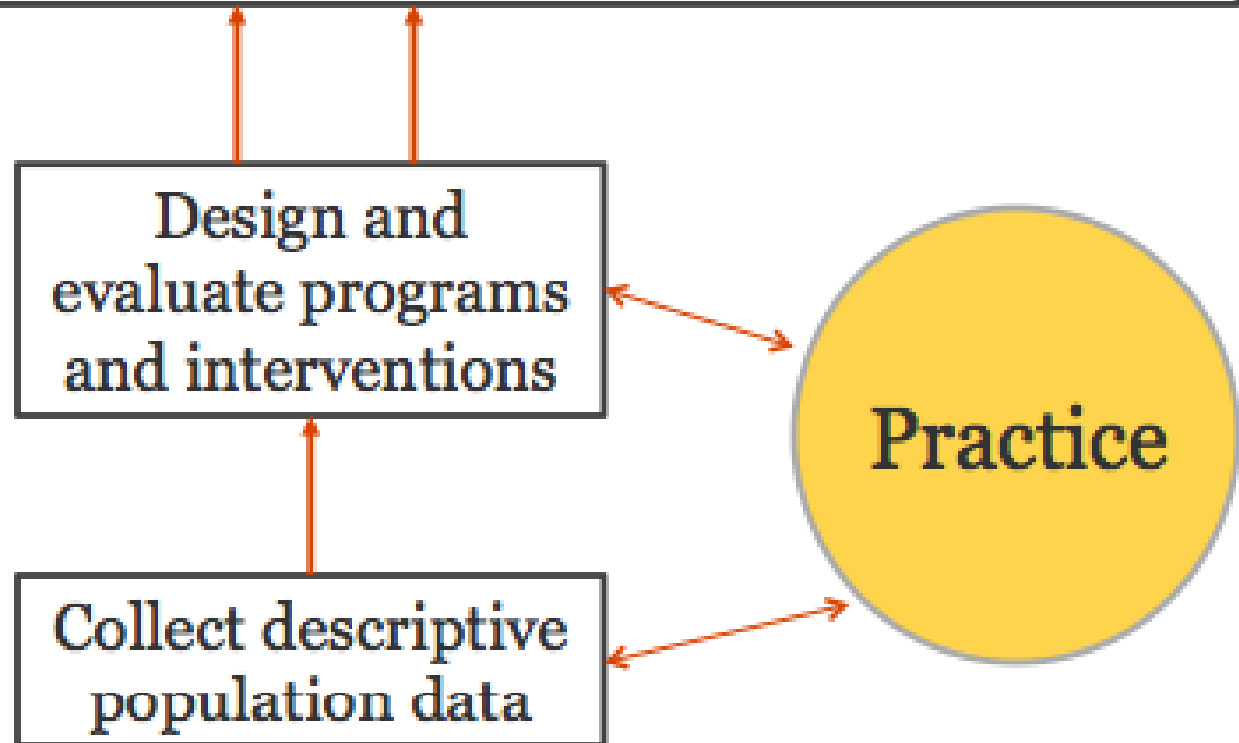 Design and
evaluate programs
and interventions
Practice
Collect descriptive
population data